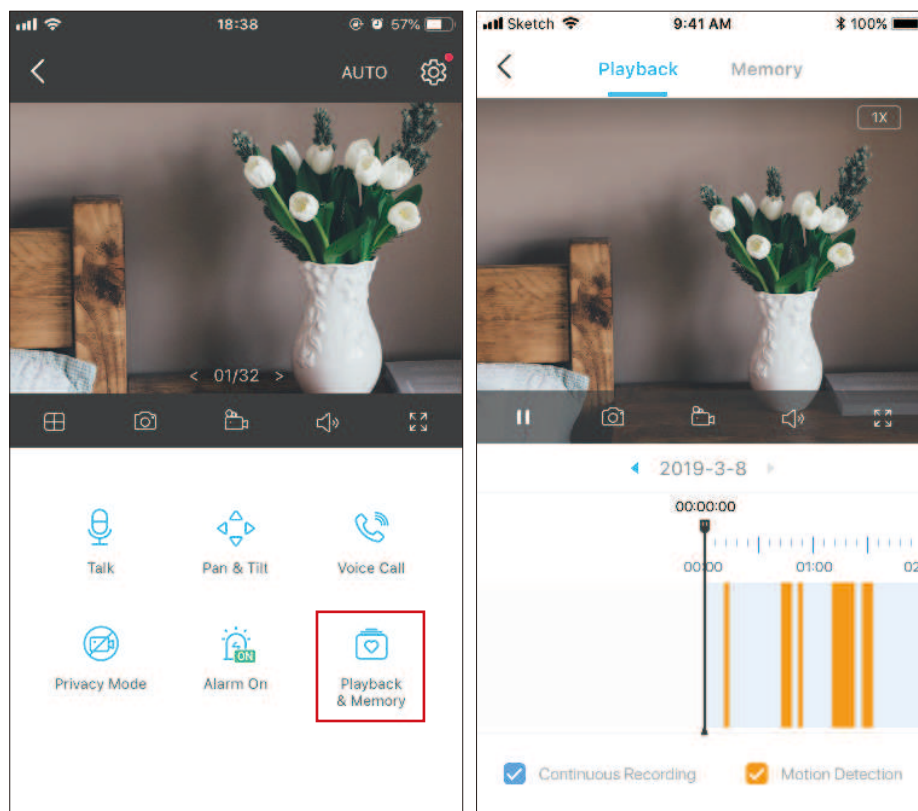 18:38
57%
AUTO
< 01/32 >
Talk
Pan & Tilt
Voice Call
Privacy Mode
ON
Alarm On
Playback
& Memory
Sketch
9:41 AM
100%
Playback
Memory
1X
2019-3-8
00:00:00
00:00
01:00
02
Continuous Recording
Motion Detection